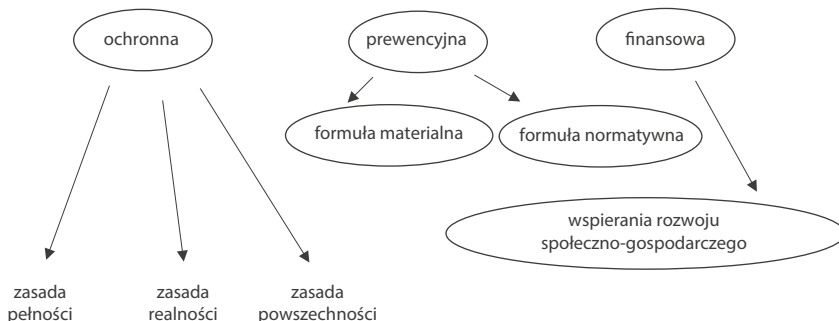 ochronna
prewencyjna
finansowa
formuła materialna
formuła normatywna
wspierania rozwoju
społeczno-gospodarczego
zasada
pełności
zasada
realności
zasada
powszechności